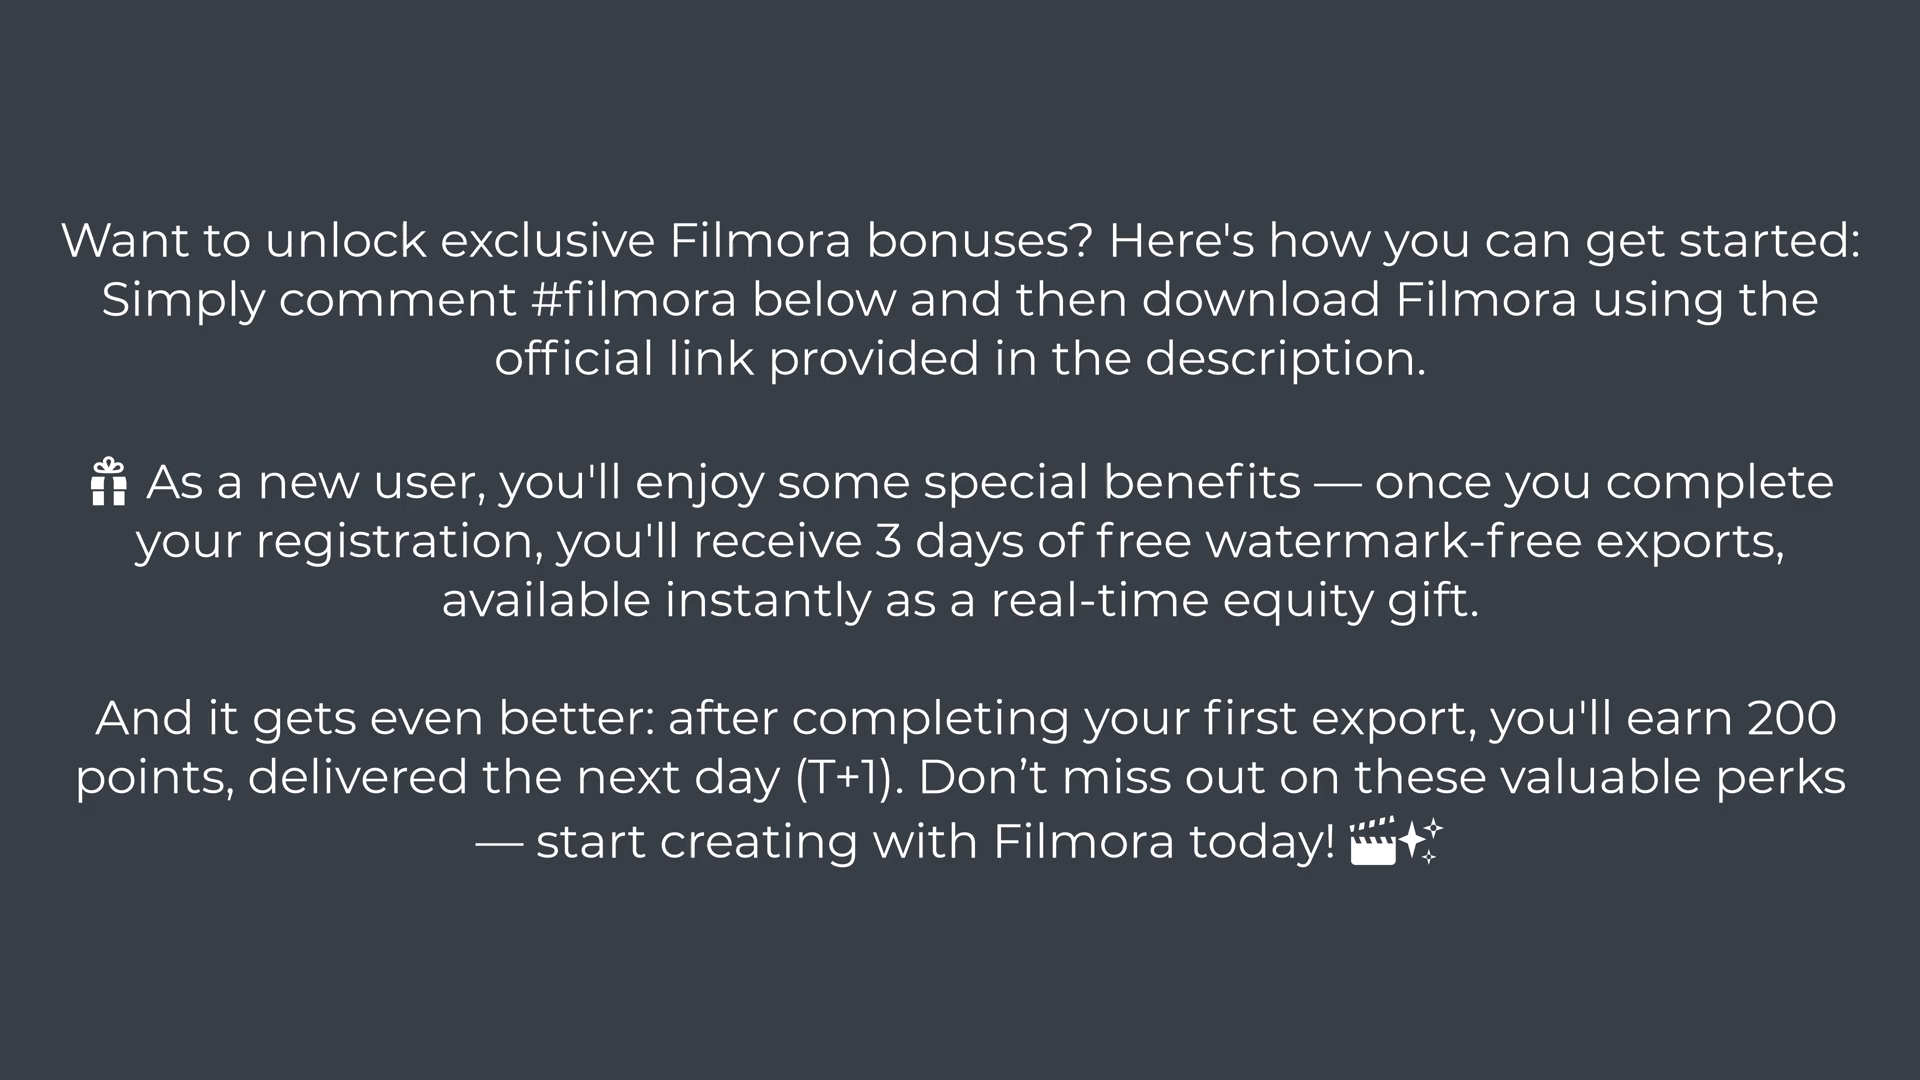 Want to unlock exclusive Filmora bonuses? Here's how you can get started:
Simply comment #filmora below and then download Filmora using the
official link provided in the description.
🎁 As a new user, you'll enjoy some special benefits — once you complete
your registration, you'll receive 3 days of free watermark-free exports,
available instantly as a real-time equity gift.
And it gets even better: after completing your first export, you'll earn 200
points, delivered the next day (T+1). Don’t miss out on these valuable perks
— start creating with Filmora today! 🎬✨